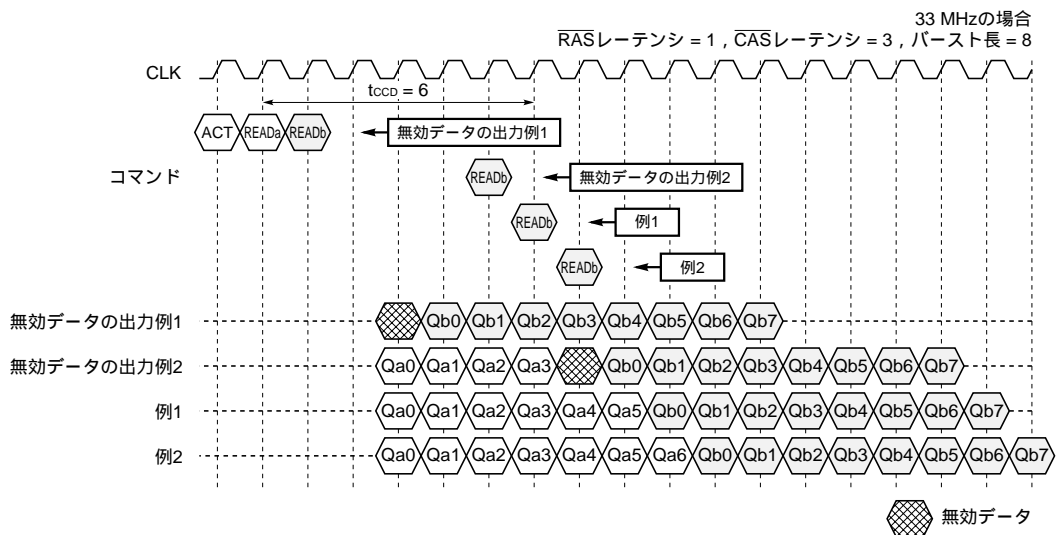 33 MHzの場合
RASレーテンシ = 1 , CASレーテンシ = 3 , バースト長 = 8
CLK
tCCD = 6
ACT READa READb 無効データの出力例1
コマンド READb 無効データの出力例2
READb 例1
READb 例2
無効データの出力例1 Qb0 Qb1 Qb2 Qb3 Qb4 Qb5 Qb6 Qb7
無効データの出力例2 Qa0 Qa1 Qa2 Qa3 Qb0 Qb1 Qb2 Qb3 Qb4 Qb5 Qb6 Qb7
例1 Qa0 Qa1 Qa2 Qa3 Qa4 Qa5 Qb0 Qb1 Qb2 Qb3 Qb4 Qb5 Qb6 Qb7
例2 Qa0 Qa1 Qa2 Qa3 Qa4 Qa5 Qa6 Qb0 Qb1 Qb2 Qb3 Qb4 Qb5 Qb6 Qb7
無効データ